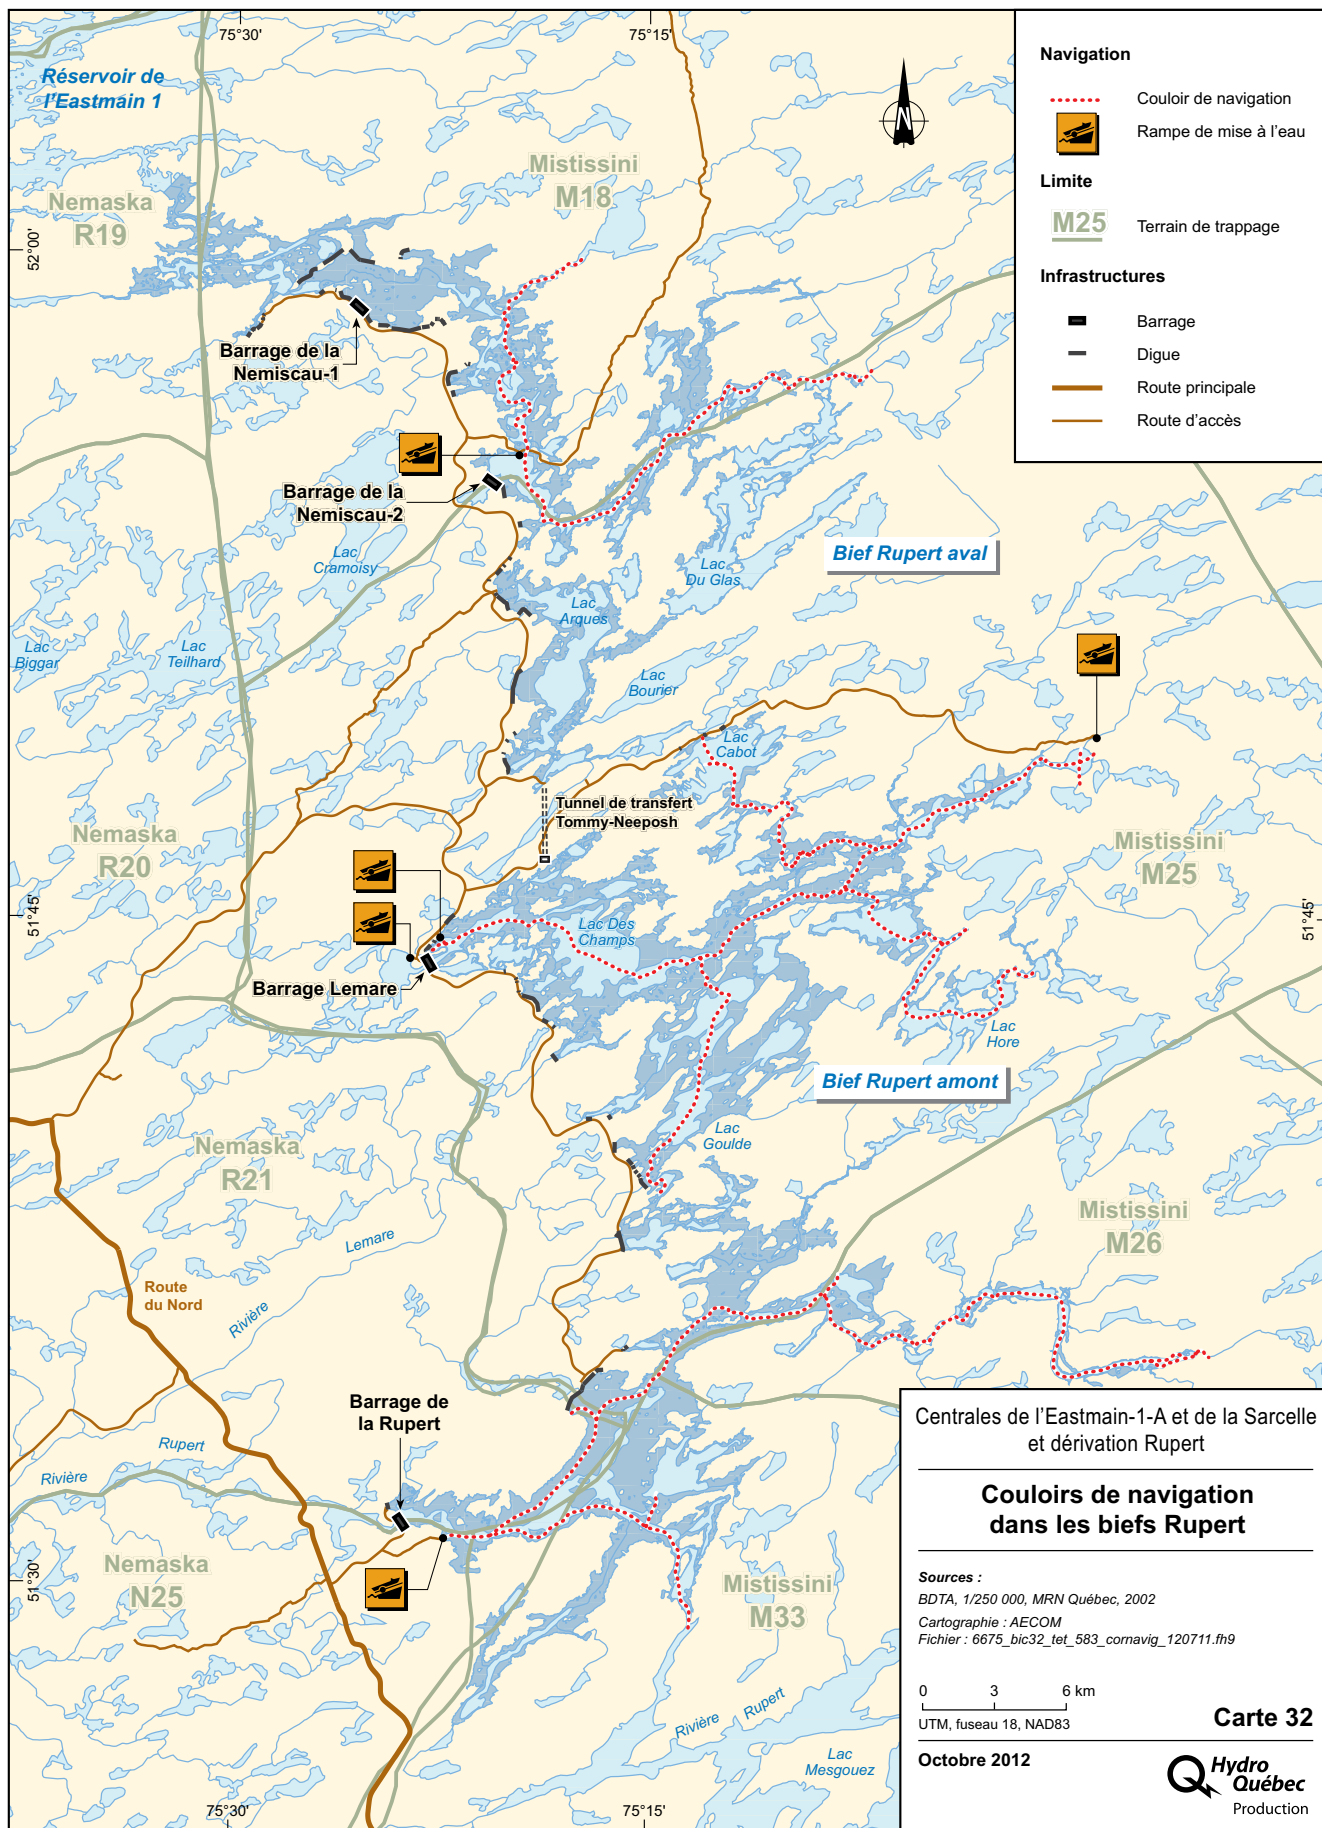 75°30'
75°15'
Réservoir de
l'Eastmain 1
Nemaska
R19
Mistissini
M18
52°00'
N
Navigation
Couloir de navigation
Rampe de mise à l'eau
Limite
M25
Terrain de trappage
Infrastructures
Barrage
Digue
Route principale
Route d'accès
Barrage de la
Nemiscau-1
Barrage de la
Nemiscau-2
Lac
Cramoisy
Lac
Du Glas
Bief Rupert aval
Lac
Arques
Lac
Biggar
Lac
Teilhard
Lac
Bourier
Lac
Cabot
Tunnel de transfert
Tommy-Neeposh
Nemaska
R20
Mistissini
M25
51°45'
51°45'
Lac Des
Champs
Barrage Lemare
Lac
Hore
Bief Rupert amont
Lac
Goulde
Nemaska
R21
Mistissini
M26
Rivière
Lemare
Route
du Nord
Barrage de
la Rupert
Rivière
Rupert
51°30'
Nemaska
N25
Mistissini
M33
Rivière
Rupert
Lac
Mesgouez
75°30'
75°15'
Centrales de l'Eastmain-1-A et de la Sarcelle
et dérivation Rupert
Couloirs de navigation
dans les biefs Rupert
Sources :
BDTA, 1/250 000, MRN Québec, 2002
Cartographie : AECOM
Fichier : 6675_bic32_tet_583_cornavig_120711.fh9
0 3 6 km
UTM, fuseau 18, NAD83
Carte 32
Octobre 2012
Hydro
Québec
Production